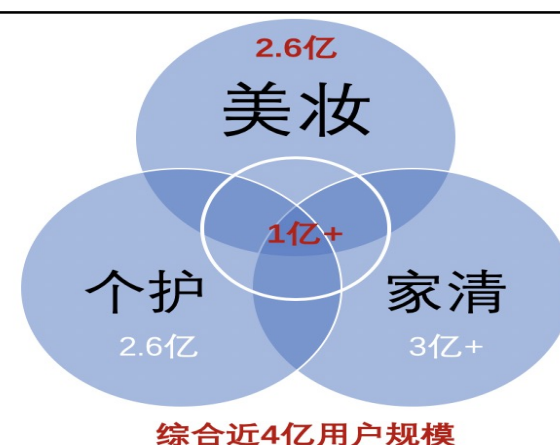 2.6亿
美妆
1亿+
个护
家清
2.6亿
3亿+
综合近4亿用户规模